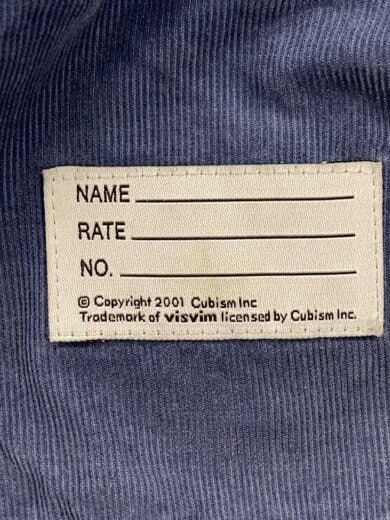 NAME
RATE
NO.
© Copyright 2001 Cubism Inc
Trademark of visvim licensed by Cubism Inc.